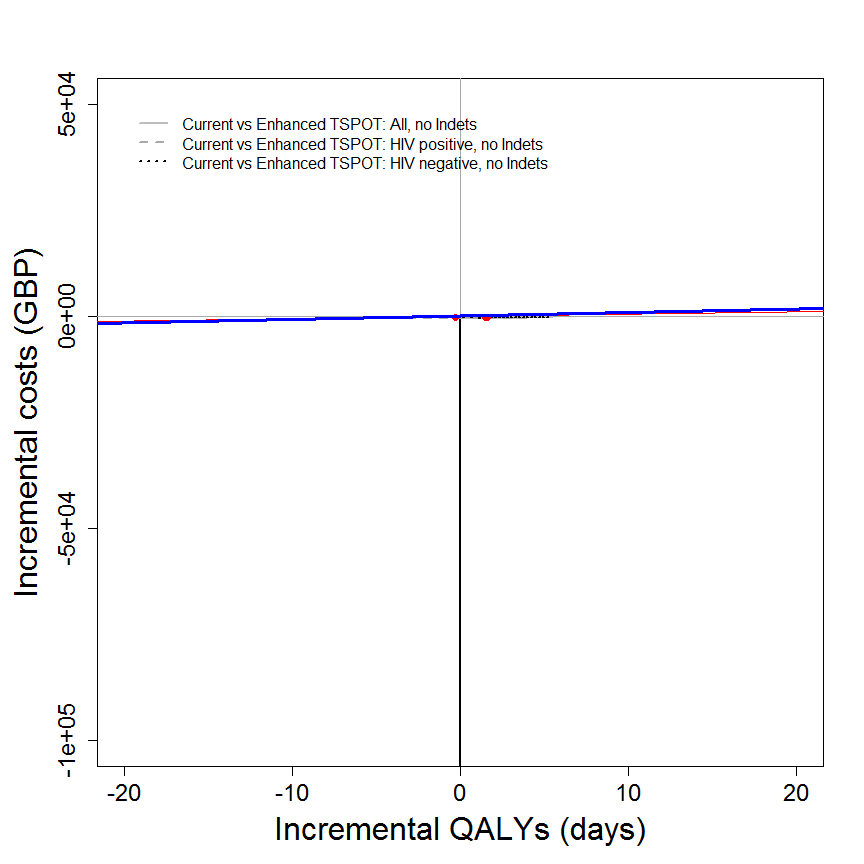 Current vs Enhanced TSPOT: All, no Indets
Current vs Enhanced TSPOT: HIV positive, no Indets
Current vs Enhanced TSPOT: HIV negative, no Indets
5e+04
0e+00
-5e+04
-1e+05
Incremental costs (GBP)
-20 -10 0 10 20
Incremental QALYs (days)